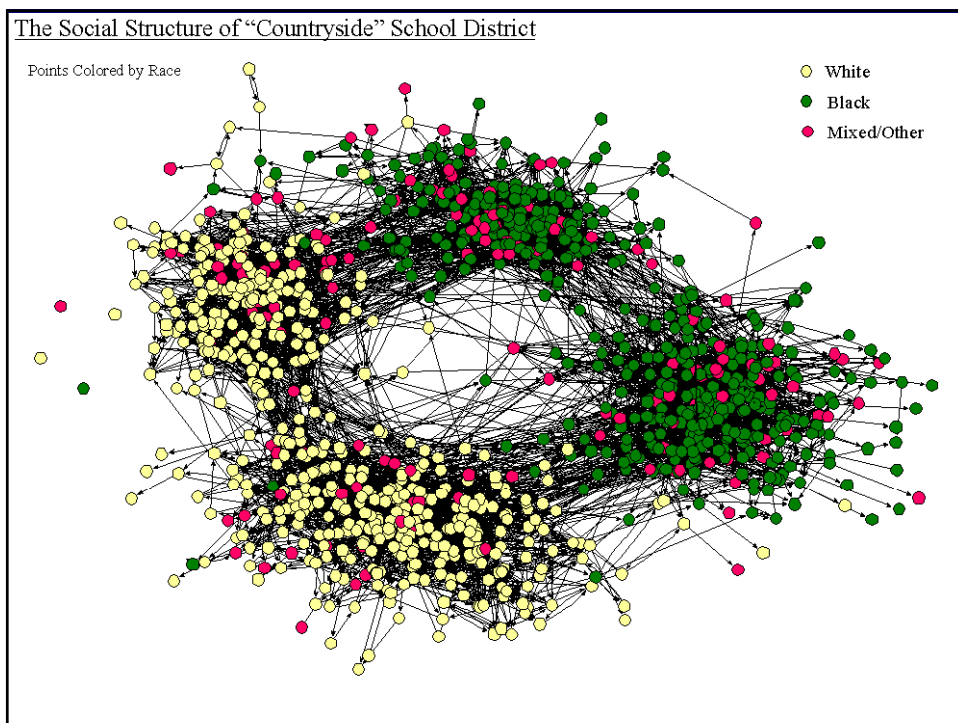 The Social Structure of “Countryside” School District
Points Colored by Race
White
Black
Mixed/Other